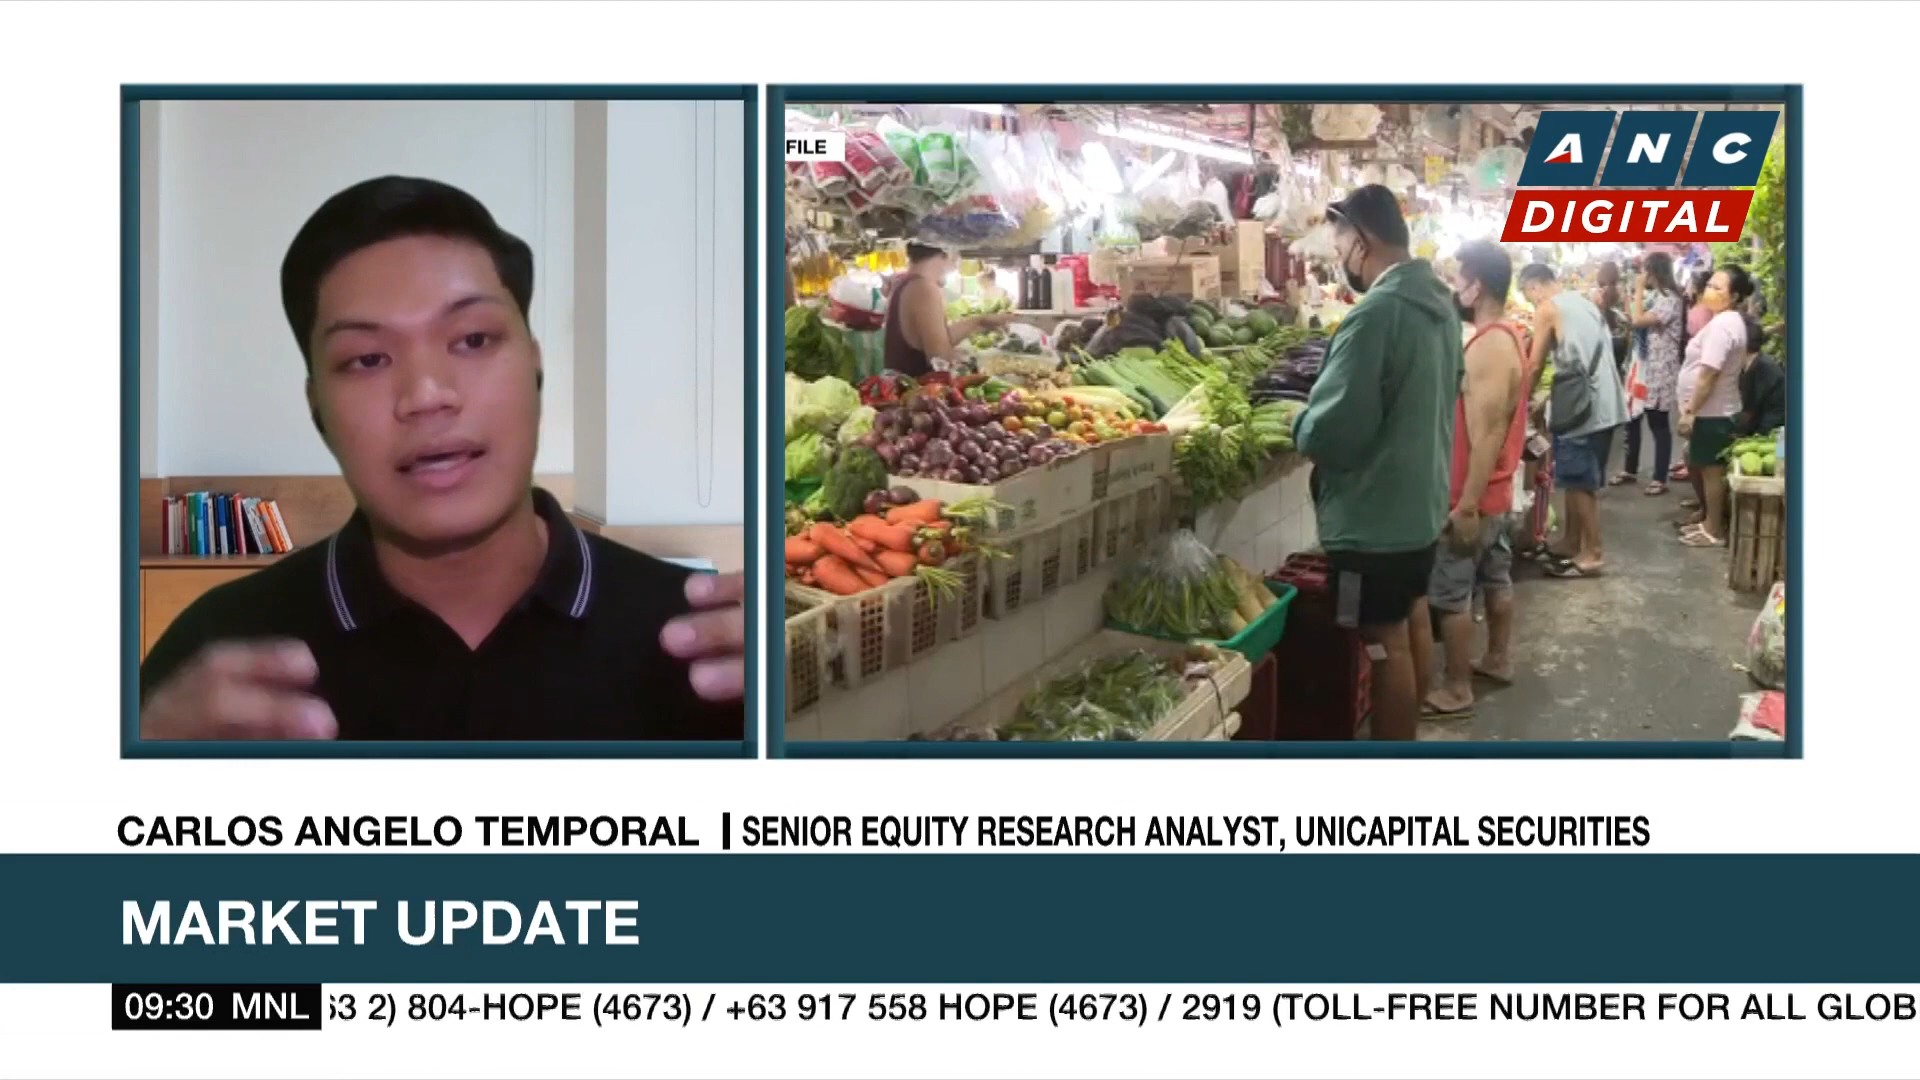 FILE
ANC
DIGITAL
CARLOS ANGELO TEMPORAL | SENIOR EQUITY RESEARCH ANALYST, UNICAPITAL SECURITIES
MARKET UPDATE
09:30 MNL 2) 804-HOPE (4673) / +63 917 558 HOPE (4673) / 2919 (TOLL-FREE NUMBER FOR ALL GLOB